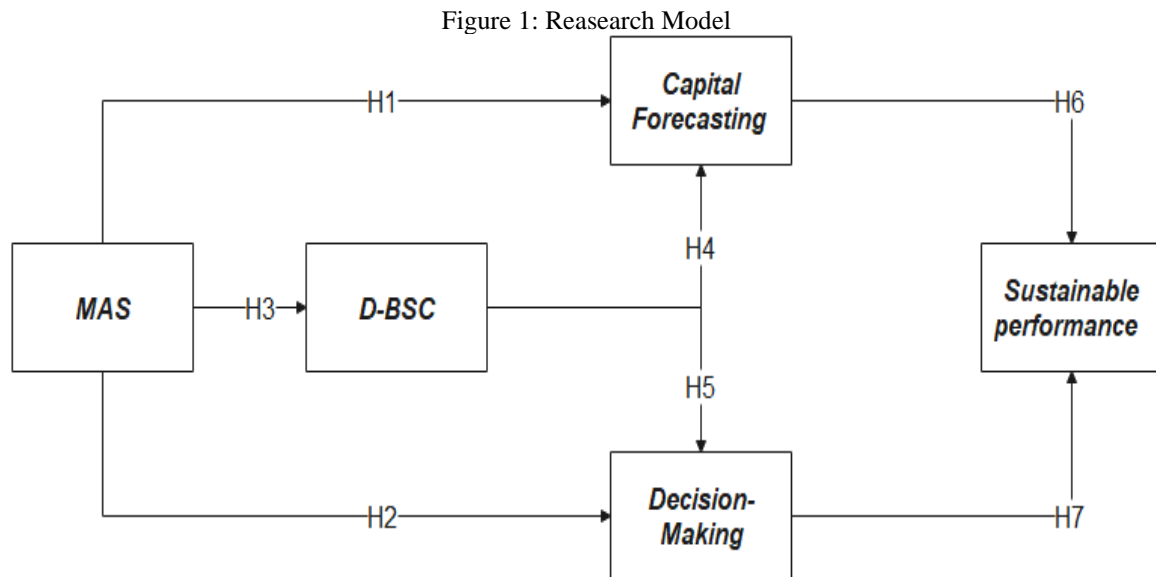 Figure 1: Reasearch Model
H1
Capital
Forecasting
H6
MAS
H3
D-BSC
H4
H5
Sustainable
performance
H2
Decision-
Making
H7